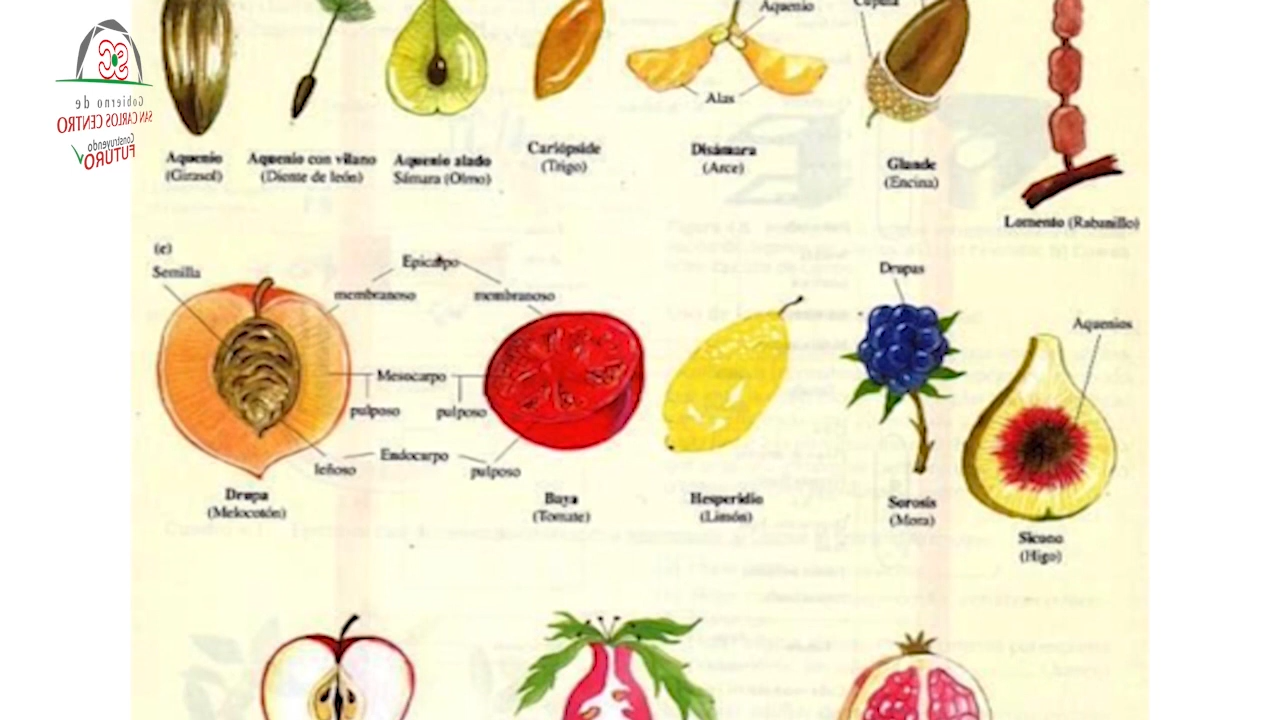 Gobierno de
SAN CARLOS CENTRO
Construyendo
FUTURO
Aquenio
Cúpula
Alas
Aquenio
(Girasol)
Aquenio con vilano
(Diente de león)
Aquenio alado
Sámara (Olmo)
Cariópside
(Trigo)
Disámara
(Arce)
Glande
(Encina)
Lomento (Rabanillo)
(e)
Semilla
Epicarpo
membranoso
membranoso
Mesocarpo
pulposo
pulposo
Endocarpo
leñoso
pulposo
Drupas
Aquenios
Drupa
(Melocotón)
Baya
(Tomate)
Hesperidio
(Limón)
Sorosis
(Mora)
Sicono
(Higo)